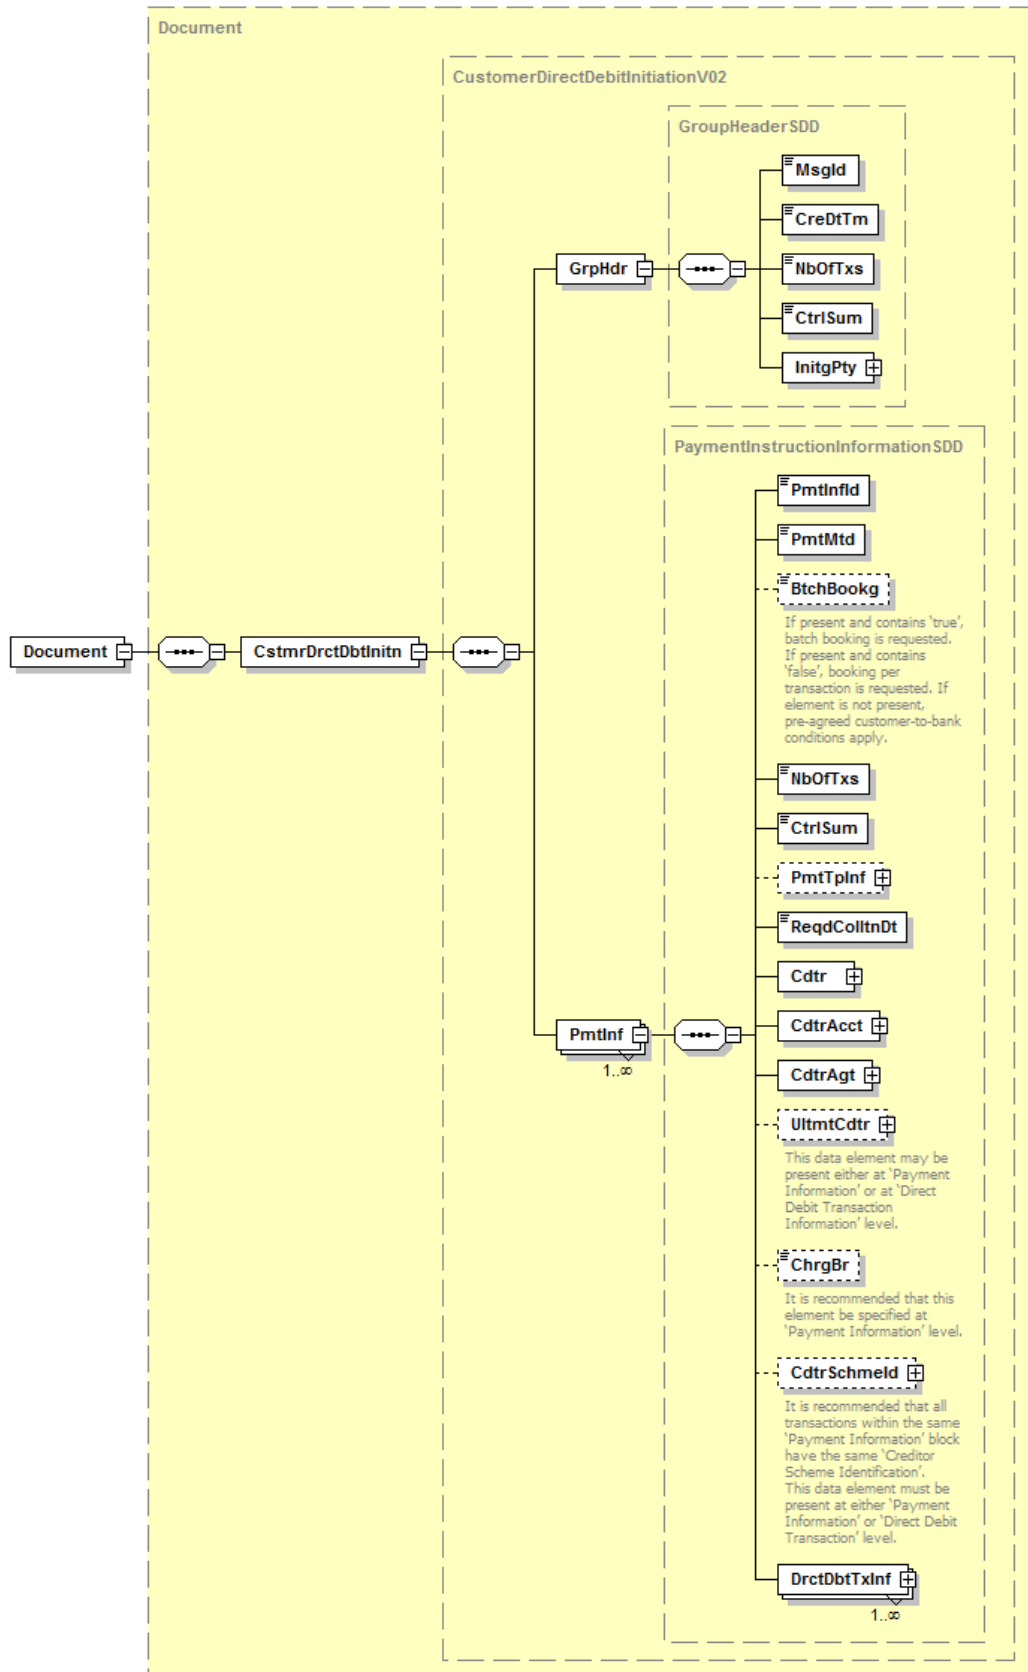 Document
CustomerDirectDebitInitiationV02
GroupHeaderSDD
MsgId
CreDtTm
NbOfTxs
GrpHdr
CtrlSum
InitgPty
PaymentInstructionInformationSDD
PmtInfId
PmtMtd
BtchBookg
If present and contains ‘true’,
batch booking is requested.
If present and contains
‘false’, booking per
transaction is requested. If
element is not present,
pre-agreed customer-to-bank
conditions apply.
Document
CstmrDrctDbtInitn
NbOfTxs
CtrlSum
PmtTpInf
ReqdColltnDt
Cdtr
CdtrAcct
PmtInf
1..∞
CdtrAgt
UltmtCdtr
This data element may be
present either at ‘Payment
Information’ or at ‘Direct
Debit Transaction
Information’ level.
ChrgBr
It is recommended that this
element be specified at
‘Payment Information’ level.
CdtrSchmeId
It is recommended that all
transactions within the same
‘Payment Information’ block
have the same ‘Creditor
Scheme Identification’.
This data element must be
present at either ‘Payment
Information’ or ‘Direct Debit
Transaction’ level.
DrctDbtTxInf
1..∞